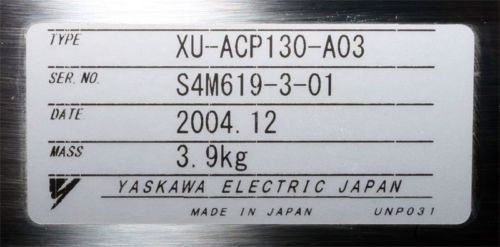 TYPE XU-ACP130-A03
SER. NO. S4M619-3-01
DATE 2004.12
MASS 3.9kg
YASKAWA ELECTRIC JAPAN
MADE IN JAPAN UNP031